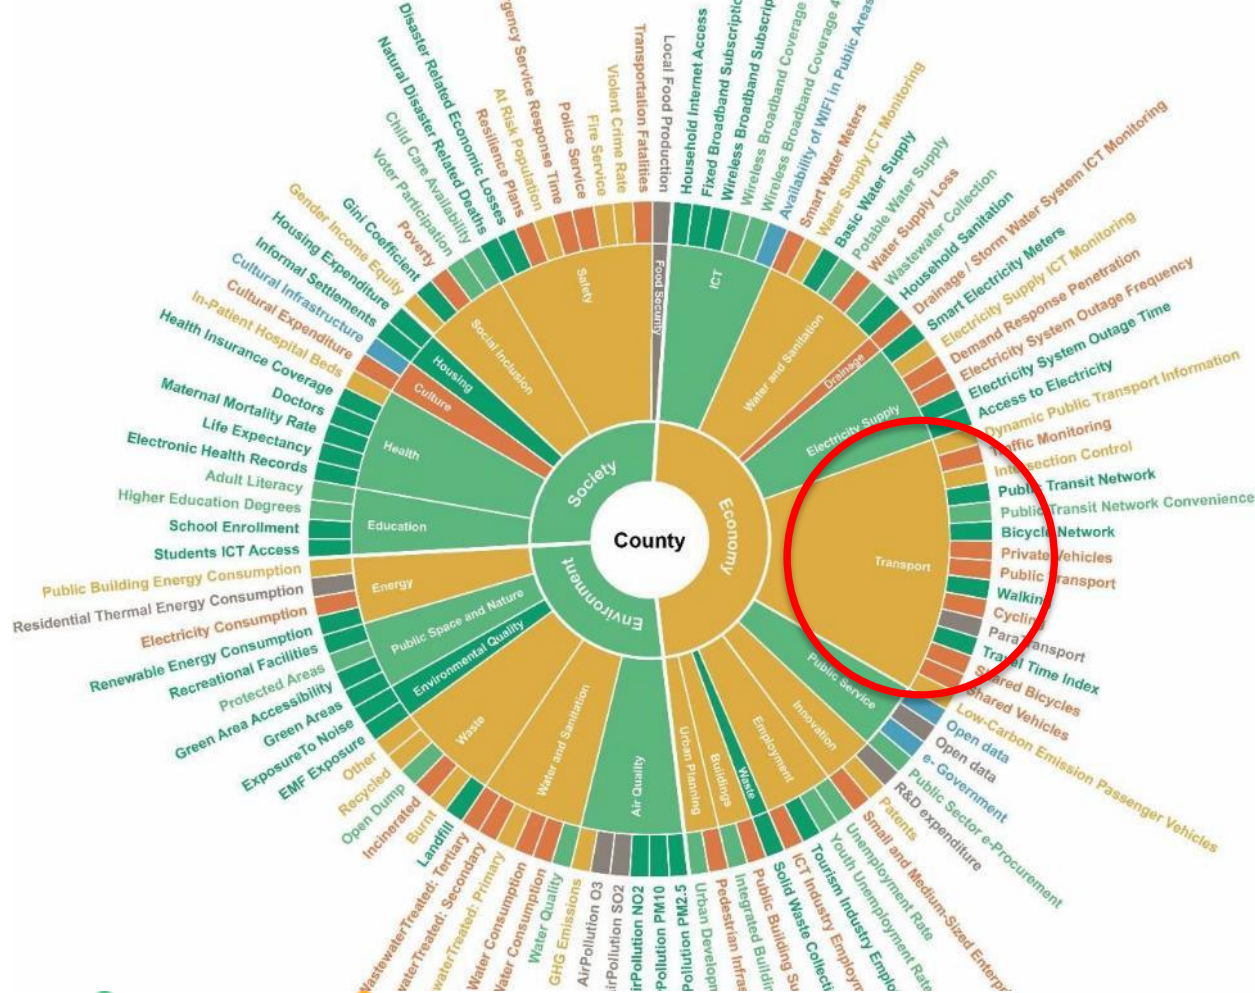 County
Society
Economy
Environment
Food Security
ICT
Water and Sanitation
Drainage
Electricity Supply
Transport
Public Service
Innovation
Employment
Waste
Buildings
Urban Planning
Air Quality
Water and Sanitation
Waste
Environmental Quality
Public Space and Nature
Energy
Education
Health
Culture
Housing
Social Inclusion
Safety
Local Food Production
Household Internet Access
Fixed Broadband
Wireless Broadband
Wireless Broadband Coverage
Wireless Broadband Coverage 4
Availability of WIFI in Public Areas
Smart Water Meters
Water Supply ICT Monitoring
Basic Water Supply
Potable Water Supply
Water Supply Loss
Wastewater Collection
Household Sanitation
Drainage / Storm Water System ICT Monitoring
Smart Electricity Meters
Electricity Supply ICT Monitoring
Demand Response Penetration
Electricity System Outage Frequency
Electricity System Outage Time
Access to Electricity
Dynamic Public Transport Information
Traffic Monitoring
Intersection Control
Public Transit Network
Public Transit Network Convenience
Bicycle Network
Private Vehicles
Public Transport
Walking
Cycling
Para Transport
Travel Time Index
Shared Bicycles
Shared Vehicles
Low-Carbon Emission Passenger Vehicles
Open data
Open data
e- Government
Public Sector e-Procurement
R&D expenditure
Patents
Small and Medium-Sized
Unemployment Rate
Youth Unemployment
Tourism Industry
ICT Industry
Solid Waste
Public Building
Integrated
Pedestrian
Urban
Pollution PM2.5
Pollution PM10
Pollution NO2
AirPollution SO2
AirPollution O3
GHG Emissions
Water Quality
Water Consumption
Water Consumption
Treated: Primary
Treated: Secondary
WastewaterTreated: Tertiary
Landfill
Burnt
Incinerated
Open Dump
Recycled
Other
EMF Exposure
ExposureTo Noise
Green Areas
Green Area Accessibility
Protected Areas
Recreational Facilities
Renewable Energy Consumption
Electricity Consumption
Residential Thermal Energy Consumption
Public Building Energy Consumption
Students ICT Access
School Enrollment
Higher Education Degrees
Adult Literacy
Electronic Health Records
Life Expectancy
Maternal Mortality Rate
Doctors
Health Insurance Coverage
In-Patient Hospital Beds
Cultural Expenditure
Cultural Infrastructure
Informal Settlements
Housing Expenditure
Gender Income Equity
Gini Coefficient
Poverty
Voter Participation
Child Care Availability
Natural Disaster Related Deaths
Disaster Related Economic Losses
Resilience Plans
At Risk Population
Service Response Time
Police Service
Fire Service
Violent Crime Rate
Transportation Fatalities